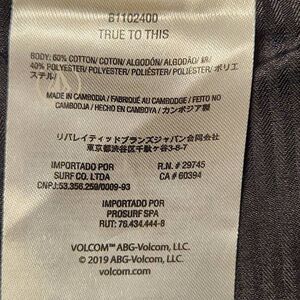 B1102400
TRUE TO THIS
BODY: 60% COTTON/ COTON/ ALGODÓN/ ALGODÃO/ 綿/
40% POLYESTER/ POLYESTER/ POLIÉSTER/ POLIÉSTER/ ポリエ
ステル/
MADE IN CAMBODIA / FABRIQUÉ AU CAMBODGE / FEITO NO
CAMBODJA / HECHO EN CAMBOYA / カンボジア製
リバレイティッドブランズジャパン合同会社
東京都渋谷区千駄ヶ谷3-8-7
IMPORTADO POR
SURF CO. LTDA
CNPJ:53.356.259/0009-93
R.N. # 29745
CA # 60394
IMPORTADO POR
PROSURF SPA
RUT: 76.434.444-8
VOLCOM™ ABG-Volcom, LLC.
© 2019 ABG-Volcom, LLC.
volcom.com